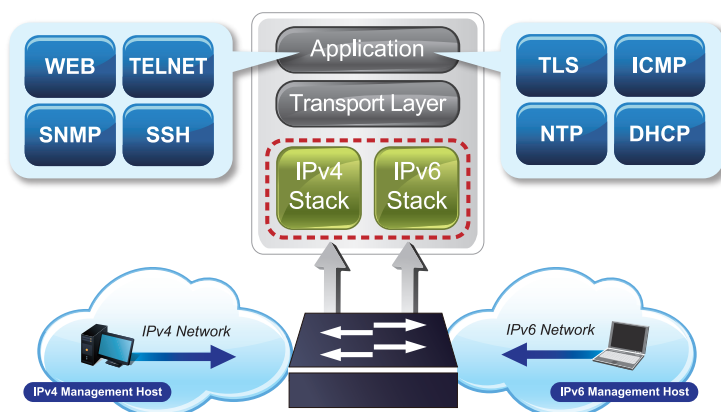 Application
WEB
TELNET
TLS
ICMP
Transport Layer
SNMP
SSH
NTP
DHCP
IPv4
Stack
IPv6
Stack
IPv4 Network
IPv6 Network
IPv4 Management Host
IPv6 Management Host